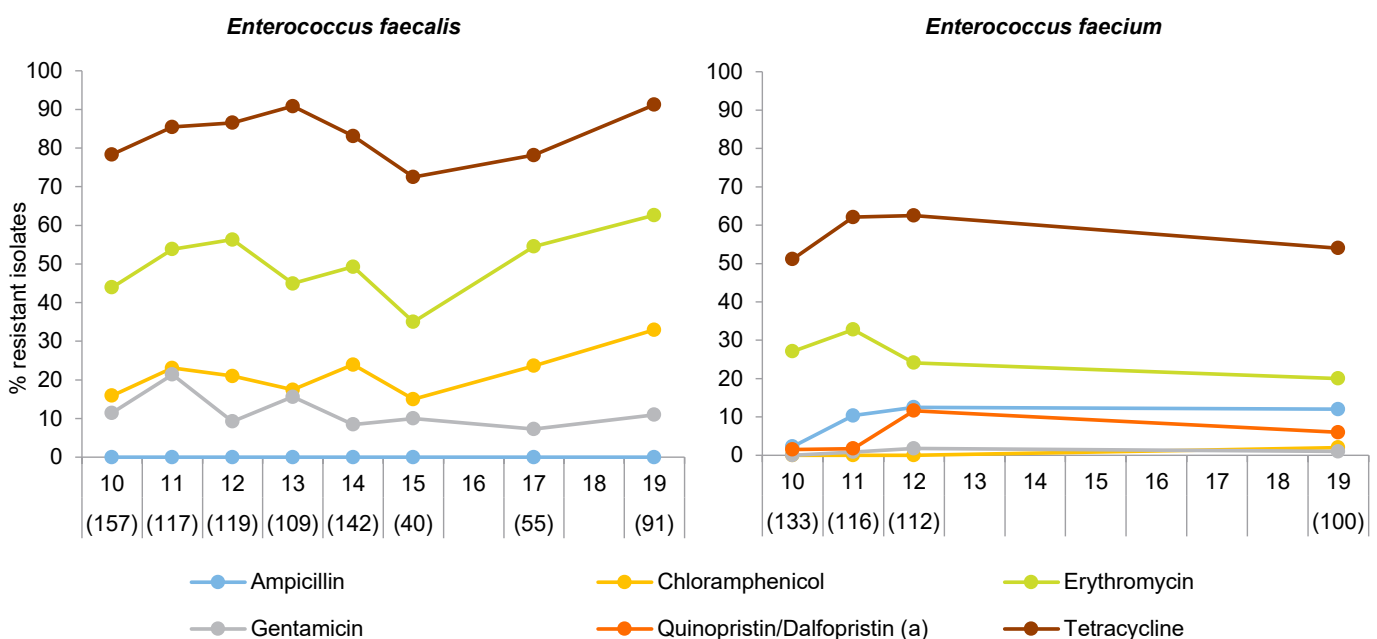 Enterococcus faecalis
Enterococcus faecium
% resistant isolates
100
90
80
70
60
50
40
30
20
10
0
10 11 12 13 14 15 16 17 18 19
(157) (117) (119) (109) (142) (40) (55) (91)
100
90
80
70
60
50
40
30
20
10
0
10 11 12 13 14 15 16 17 18 19
(133) (116) (112) (100)
Ampicillin Chloramphenicol Erythromycin
Gentamicin Quinopristin/Dalfopristin (a) Tetracycline